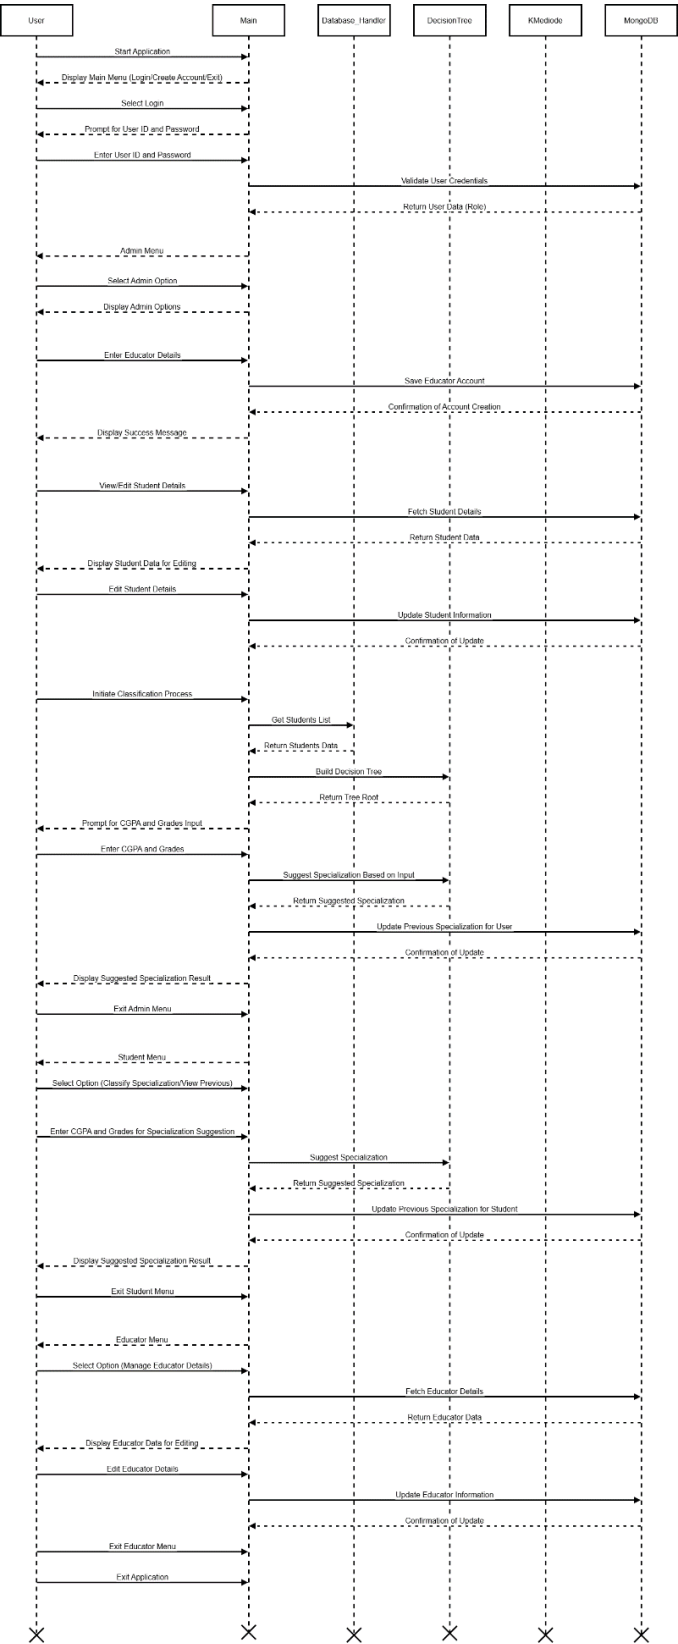 User
Main
Database_Handler
DecisionTree
KMediode
MongoDB
Start Application
Display Main Menu (Login/Create Account/Exit)
Select Login
Prompt for User ID and Password
Enter User ID and Password
Validate User Credentials
Return User Data (Role)
Admin Menu
Select Admin Option
Display Admin Options
Enter Educator Details
Save Educator Account
Confirmation of Account Creation
Display Success Message
View/Edit Student Details
Fetch Student Details
Return Student Data
Display Student Data for Editing
Edit Student Details
Update Student Information
Confirmation of Update
Initiate Classification Process
Get Students List
Return Students Data
Build Decision Tree
Return Tree Root
Prompt for CGPA and Grades Input
Enter CGPA and Grades
Suggest Specialization Based on Input
Return Suggested Specialization
Update Previous Specialization for User
Confirmation of Update
Display Suggested Specialization Result
Exit Admin Menu
Student Menu
Select Option (Classify Specialization/View Previous)
Enter CGPA and Grades for Specialization Suggestion
Suggest Specialization
Return Suggested Specialization
Update Previous Specialization for Student
Confirmation of Update
Display Suggested Specialization Result
Exit Student Menu
Educator Menu
Select Option (Manage Educator Details)
Fetch Educator Details
Return Educator Data
Display Educator Data for Editing
Edit Educator Details
Update Educator Information
Confirmation of Update
Exit Educator Menu
Exit Application